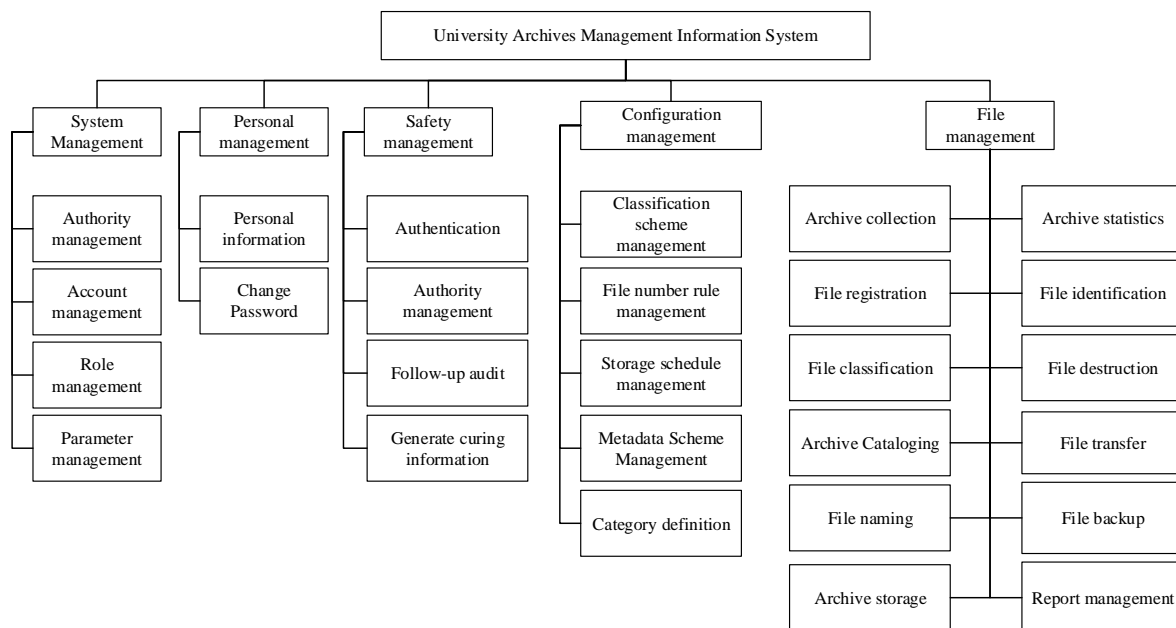 University Archives Management Information System
System
Management
Personal
management
Safety
management
Configuration
management
File
management
Authority
management
Account
management
Role
management
Parameter
management
Personal
information
Change
Password
Authentication
Authority
management
Follow-up audit
Generate curing
information
Classification
scheme
management
File number rule
management
Storage schedule
management
Metadata Scheme
Management
Category definition
Archive collection
File registration
File classification
Archive Cataloging
File naming
Archive storage
Archive statistics
File identification
File destruction
File transfer
File backup
Report management